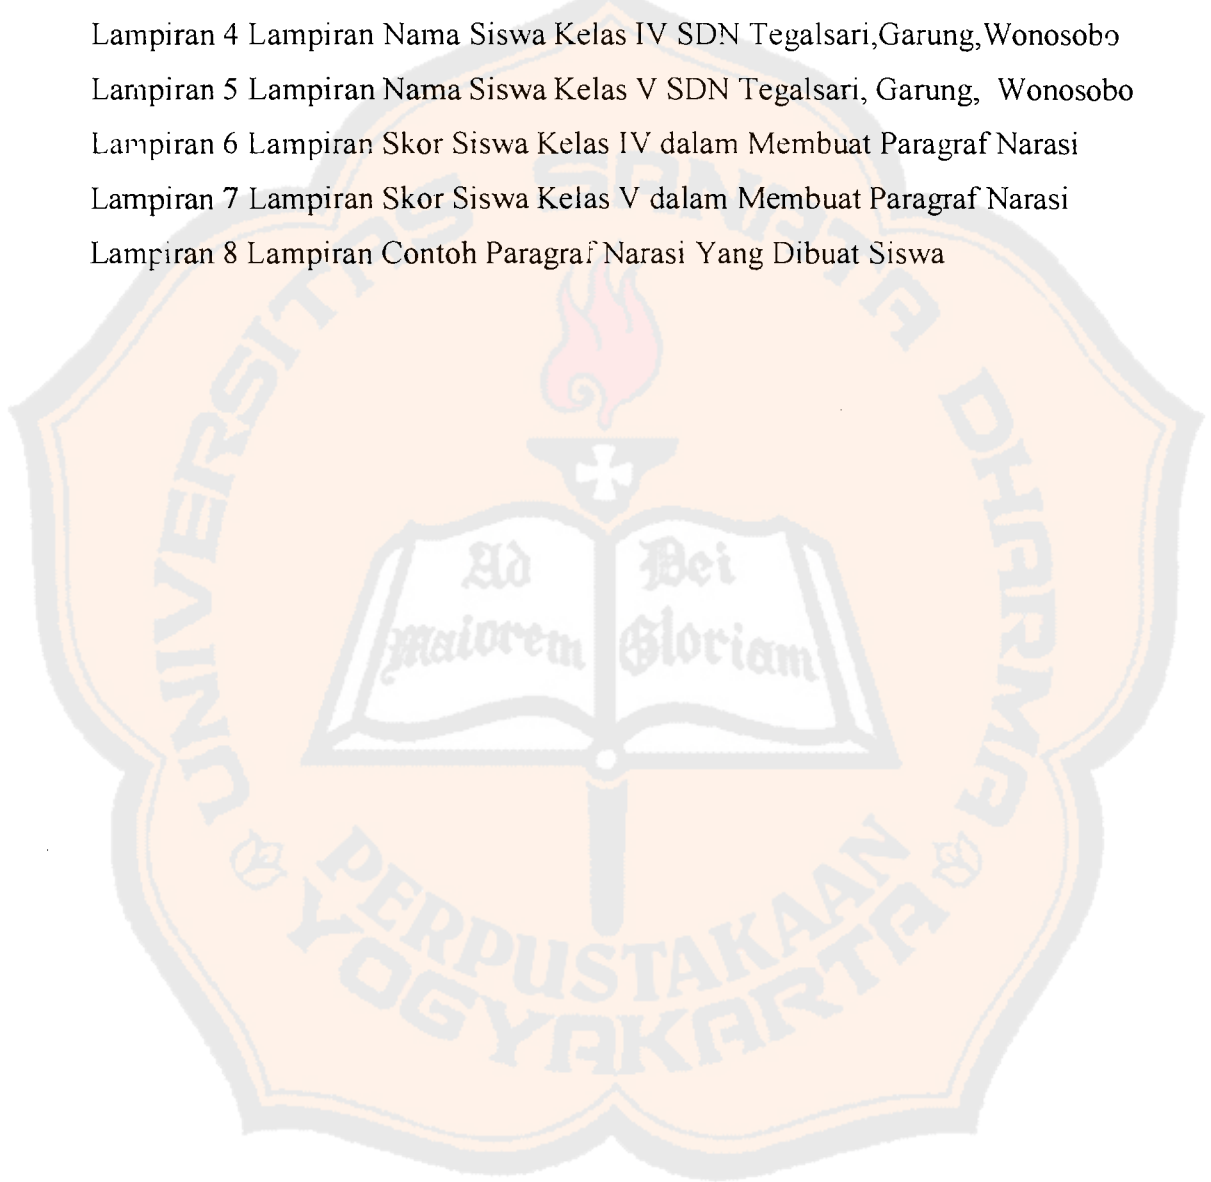 Lampiran 4 Lampiran Nama Siswa Kelas IV SDN Tegalsari,Garung,Wonosobo
Lampiran 5 Lampiran Nama Siswa Kelas V SDN Tegalsari, Garung, Wonosobo
Lampiran 6 Lampiran Skor Siswa Kelas IV dalam Membuat Paragraf Narasi
Lampiran 7 Lampiran Skor Siswa Kelas V dalam Membuat Paragraf Narasi
Lampiran 8 Lampiran Contoh Paragraf Narasi Yang Dibuat Siswa
UNIVERSITAS SANATA DHARMA
Ad Maiorem
Dei Gloriam
PERPUSTAKAAN
YOGYAKARTA